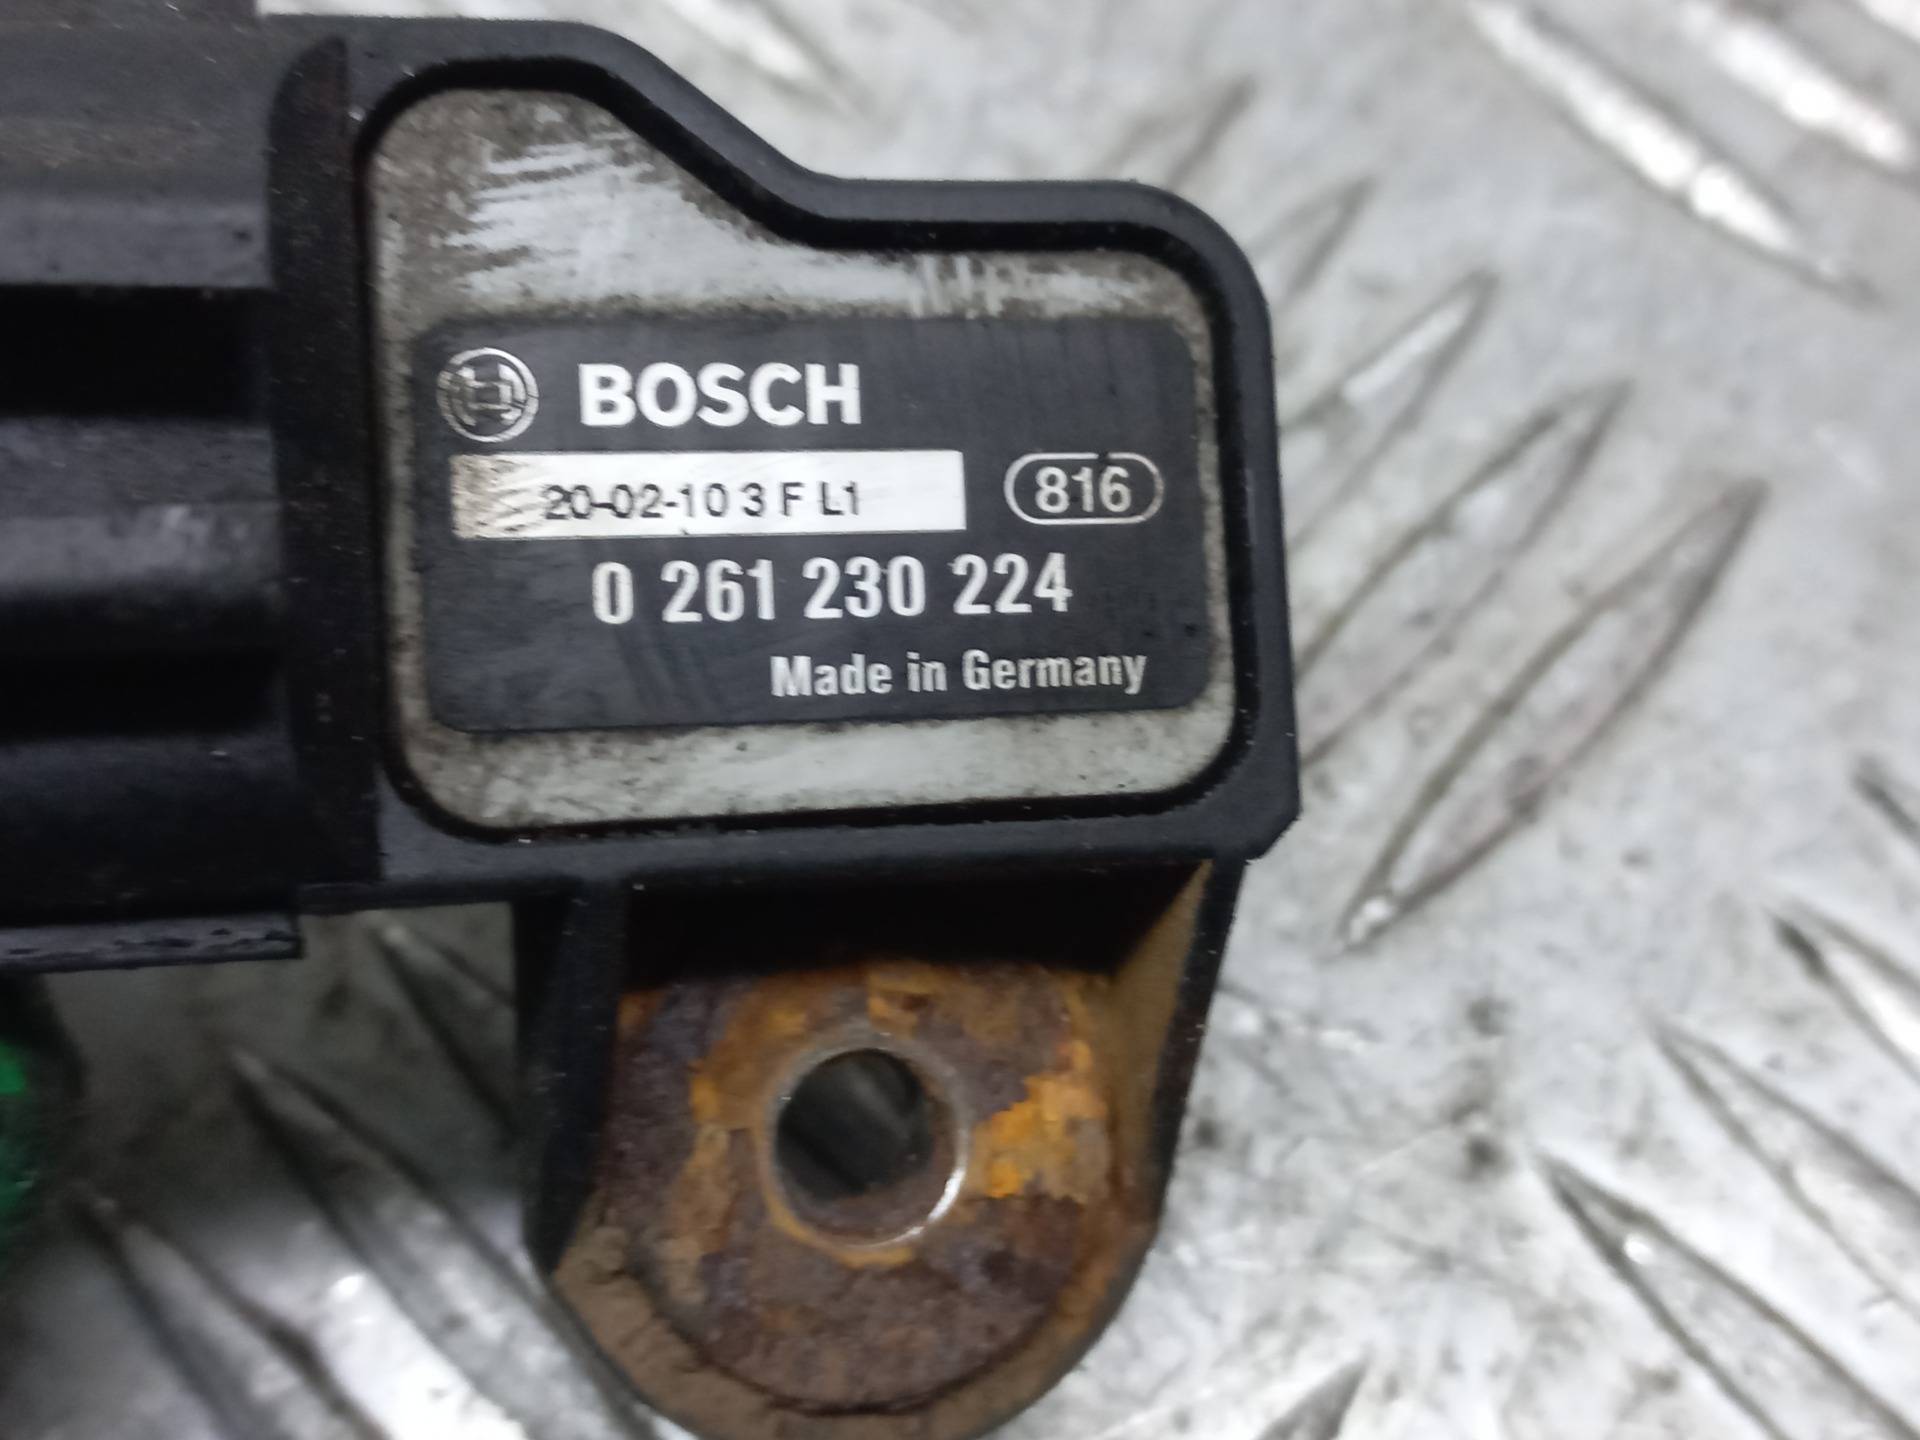 BOSCH
20-02-10 3 F L1
816
0 261 230 224
Made in Germany